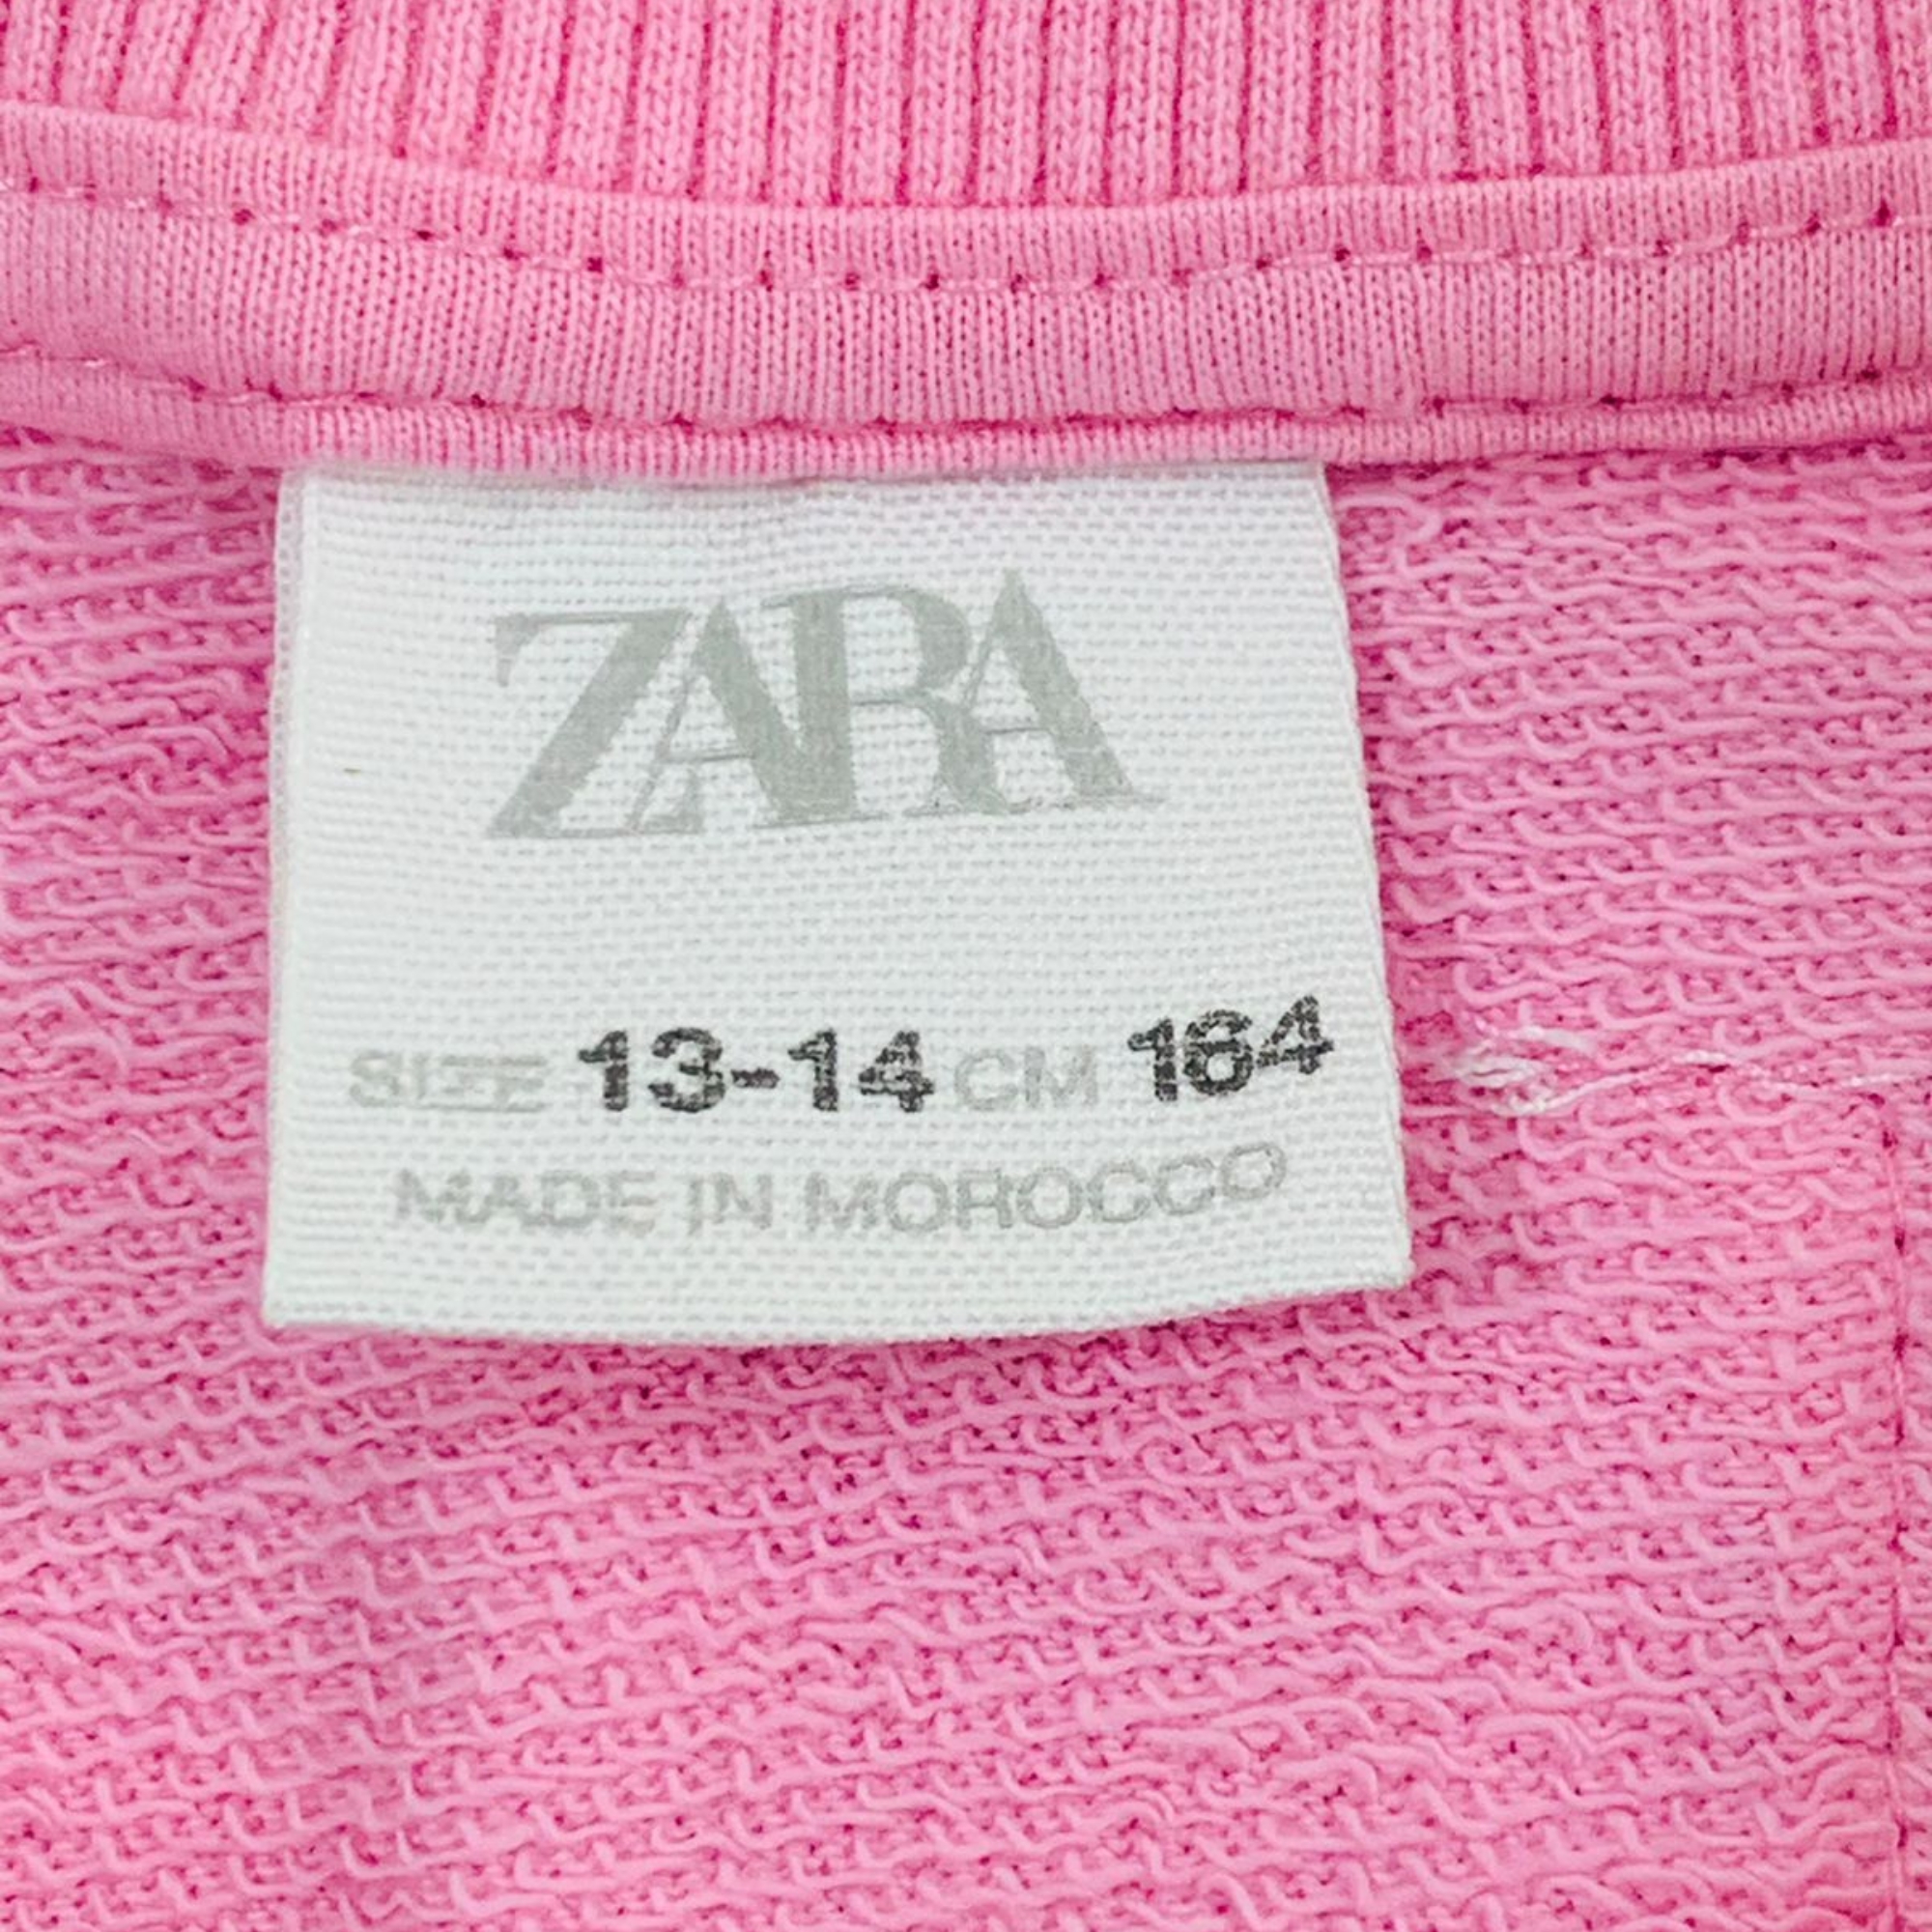 ZARA
SIZE 13-14 CM 164
MADE IN MOROCCO